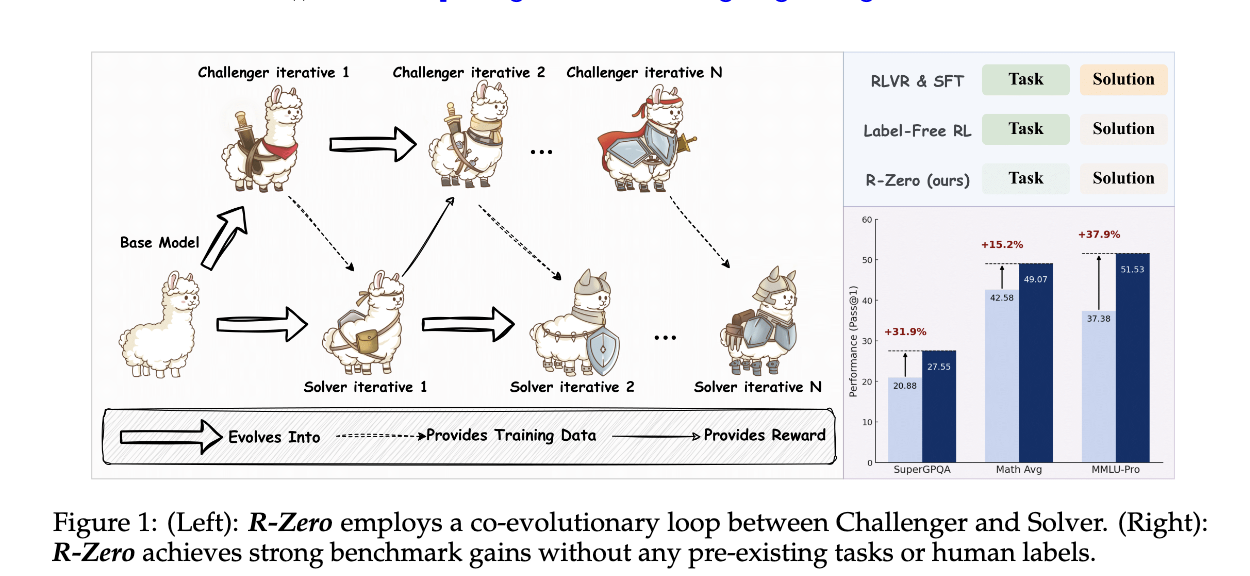 Challenger iterative 1
Challenger iterative 2
Challenger iterative N
...
Base Model
...
Solver iterative 1
Solver iterative 2
Solver iterative N
Evolves Into
Provides Training Data
Provides Reward
RLVR & SFT
Task
Solution
Label-Free RL
Task
Solution
R-Zero (ours)
Task
Solution
Performance (Pass@1)
60
50
40
30
20
10
0
+31.9%
20.88
27.55
+15.2%
42.58
49.07
+37.9%
37.38
51.53
SuperGPQA
Math Avg
MMLU-Pro
Figure 1: (Left): R-Zero employs a co-evolutionary loop between Challenger and Solver. (Right):
R-Zero achieves strong benchmark gains without any pre-existing tasks or human labels.